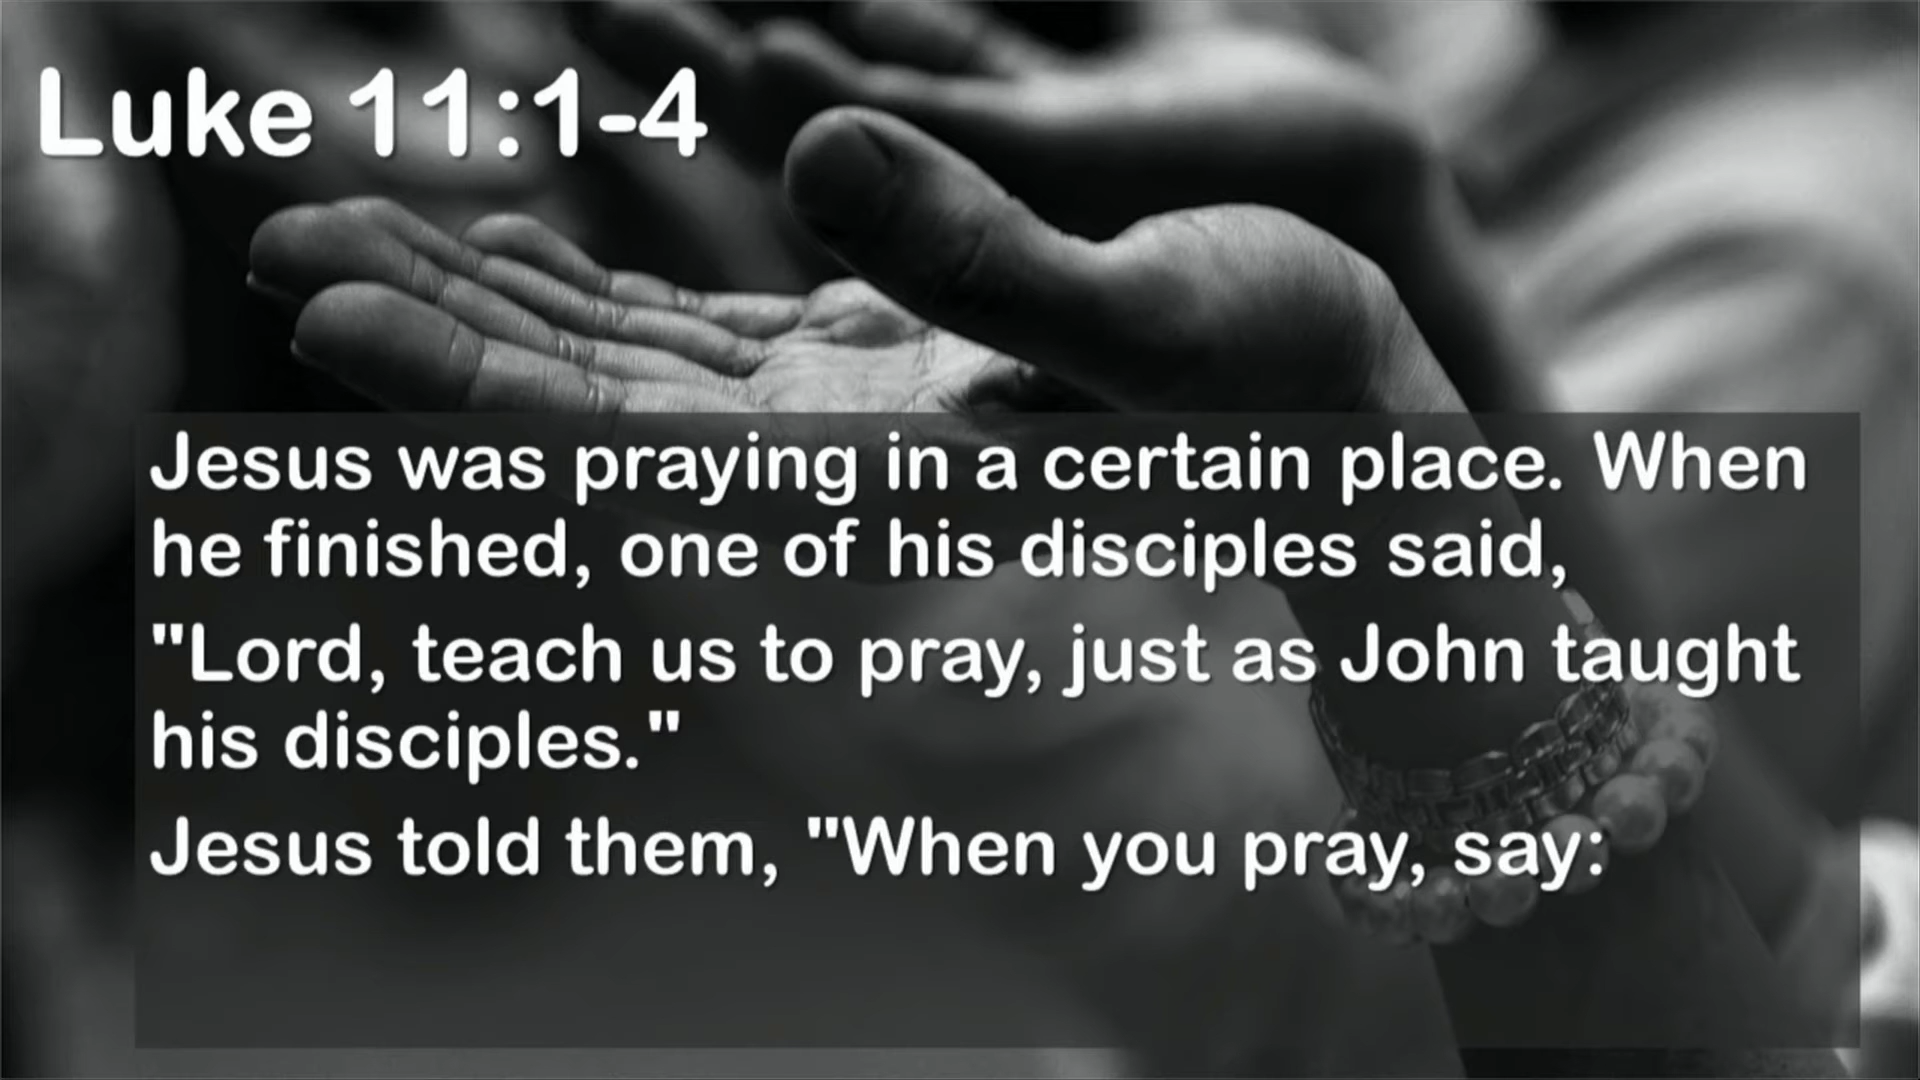 Luke 11:1-4
Jesus was praying in a certain place. When
he finished, one of his disciples said,
"Lord, teach us to pray, just as John taught
his disciples."
Jesus told them, "When you pray, say: